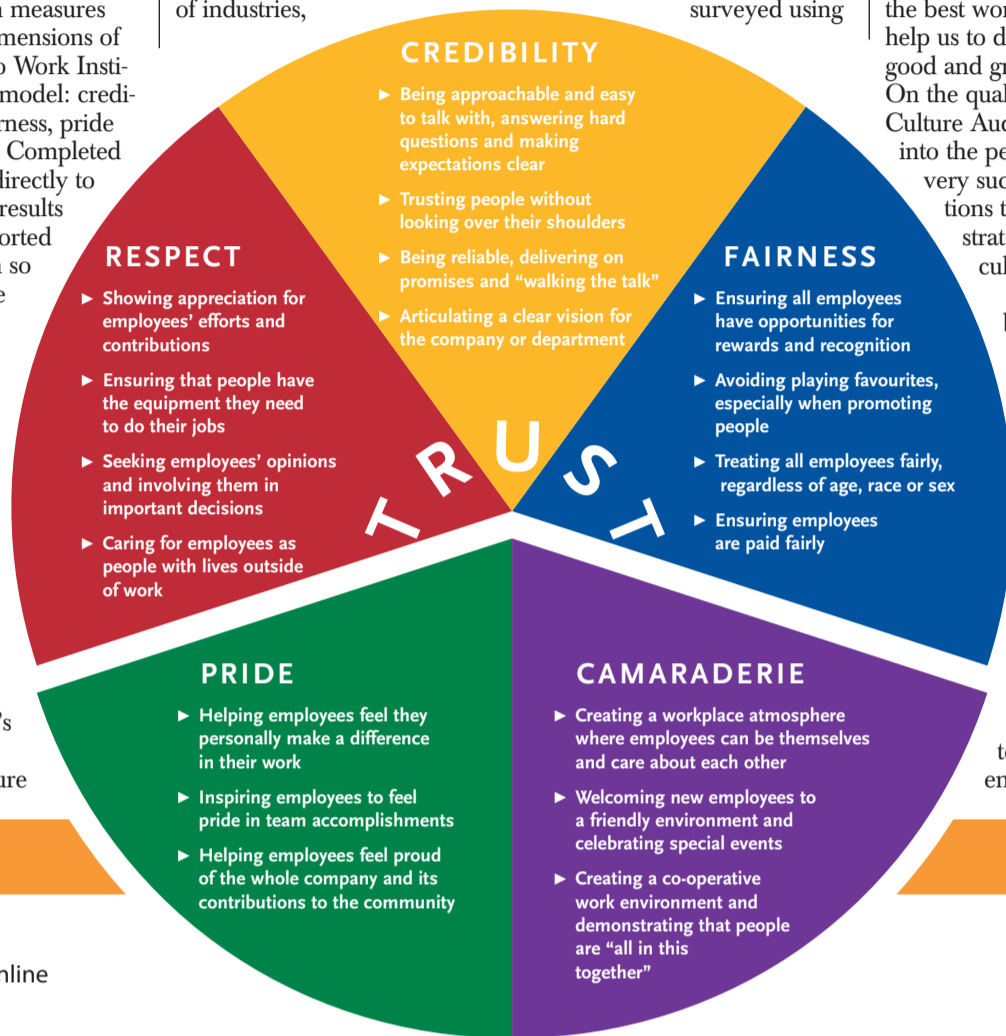 measures
mensions of
Work Insti-
model: credi-
rness, pride
Completed
directly to
results
orted
so
of industries,
surveyed using
the best wor
help us to d
good and gr
On the qual
Culture Aud
into the pe
very suc
tions t
strat
cul
CREDIBILITY
► Being approachable and easy
to talk with, answering hard
questions and making
expectations clear
► Trusting people without
looking over their shoulders
► Being reliable, delivering on
promises and “walking the talk”
► Articulating a clear vision for
the company or department
RESPECT
► Showing appreciation for
employees’ efforts and
contributions
► Ensuring that people have
the equipment they need
to do their jobs
► Seeking employees’ opinions
and involving them in
important decisions
► Caring for employees as
people with lives outside
of work
FAIRNESS
► Ensuring all employees
have opportunities for
rewards and recognition
► Avoiding playing favourites,
especially when promoting
people
► Treating all employees fairly,
regardless of age, race or sex
► Ensuring employees
are paid fairly
TRUST
PRIDE
► Helping employees feel they
personally make a difference
in their work
► Inspiring employees to feel
pride in team accomplishments
► Helping employees feel proud
of the whole company and its
contributions to the community
CAMARADERIE
► Creating a workplace atmosphere
where employees can be themselves
and care about each other
► Welcoming new employees to
a friendly environment and
celebrating special events
► Creating a co-operative
work environment and
demonstrating that people
are “all in this
together”
’s
ure
en
nline